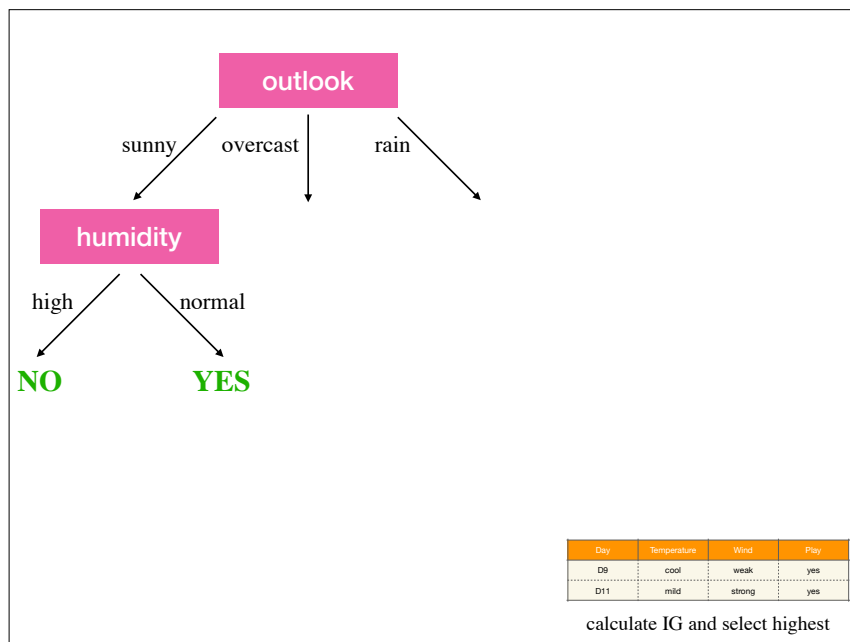 outlook
sunny overcast rain
humidity
high normal
NO YES
Day Temperature Wind Play
D9 cool weak yes
D11 mild strong yes
calculate IG and select highest